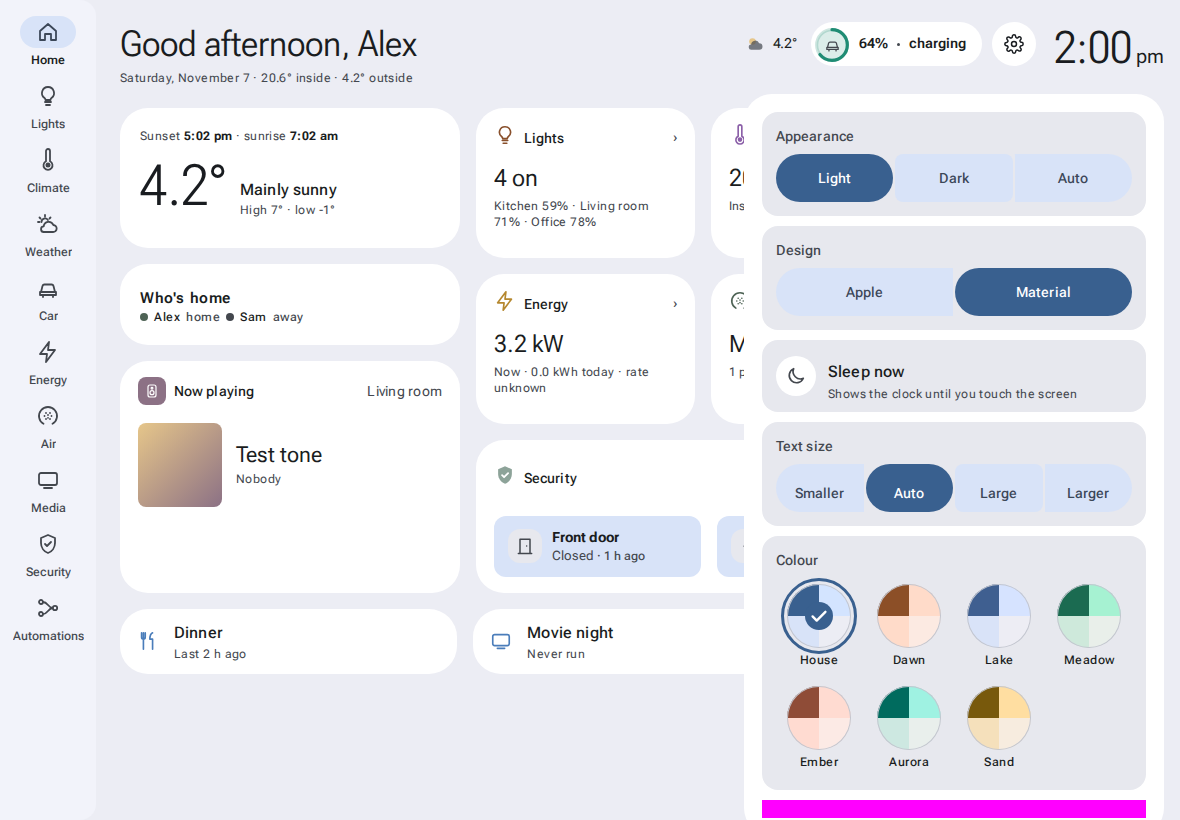 Home
Lights
Climate
Weather
Car
Energy
Air
Media
Security
Automations
Good afternoon, Alex
Saturday, November 7 · 20.6° inside · 4.2° outside
4.2°
64% · charging
2:00 pm
Sunset 5:02 pm · sunrise 7:02 am
4.2°
Mainly sunny
High 7° · low -1°
Who's home
Alex home Sam away
Now playing
Living room
Test tone
Nobody
Lights ›
4 on
Kitchen 59% · Living room
71% · Office 78%
Energy ›
3.2 kW
Now · 0.0 kWh today · rate
unknown
Security
Front door
Closed · 1 h ago
Dinner
Last 2 h ago
Movie night
Never run
Appearance
Light
Dark
Auto
Design
Apple
Material
Sleep now
Shows the clock until you touch the screen
Text size
Smaller
Auto
Large
Larger
Colour
House
Dawn
Lake
Meadow
Ember
Aurora
Sand